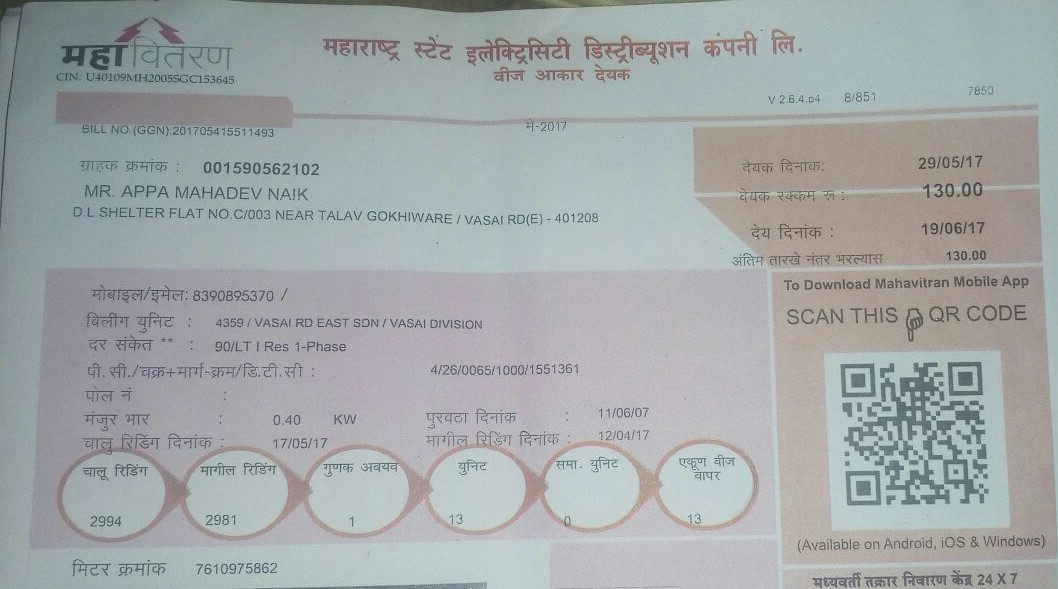 महावितरण
CIN: U40109MH2005SGC153645
महाराष्ट्र स्टेट इलेक्ट्रिसिटी डिस्ट्रीब्यूशन कंपनी लि.
वीज आकार देयक
V 2.6.4.p4 8/851 7850
BILL NO.(GGN):201705415511493
मे-2017
ग्राहक क्रमांक : 001590562102
MR. APPA MAHADEV NAIK
D.L SHELTER FLAT NO.C/003 NEAR TALAV GOKHIWARE / VASAI RD(E) - 401208
देयक दिनांक: 29/05/17
देयक रक्कम रु : 130.00
देय दिनांक : 19/06/17
अंतिम तारखे नंतर भरल्यास 130.00
मोबाइल/इमेल: 8390895370 /
बिलींग युनिट : 4359 / VASAI RD EAST SDN / VASAI DIVISION
दर संकेत ** : 90/LT I Res 1-Phase
पी.सी./चक्र+मार्ग-क्रम/डि.टी.सी : 4/26/0065/1000/1551361
पोल नं :
मंजुर भार : 0.40 KW पुरवठा दिनांक : 11/06/07
चालु रिडिंग दिनांक : 17/05/17 मागील रिडिंग दिनांक : 12/04/17
चालू रिडिंग मागील रिडिंग गुणक अवयव युनिट समा. युनिट एकूण वीज वापर
2994 2981 1 13 0 13
मिटर क्रमांक 7610975862
To Download Mahavitran Mobile App
SCAN THIS QR CODE
(Available on Android, iOS & Windows)
मध्यवर्ती तक्रार निवारण केंद्र 24 X 7